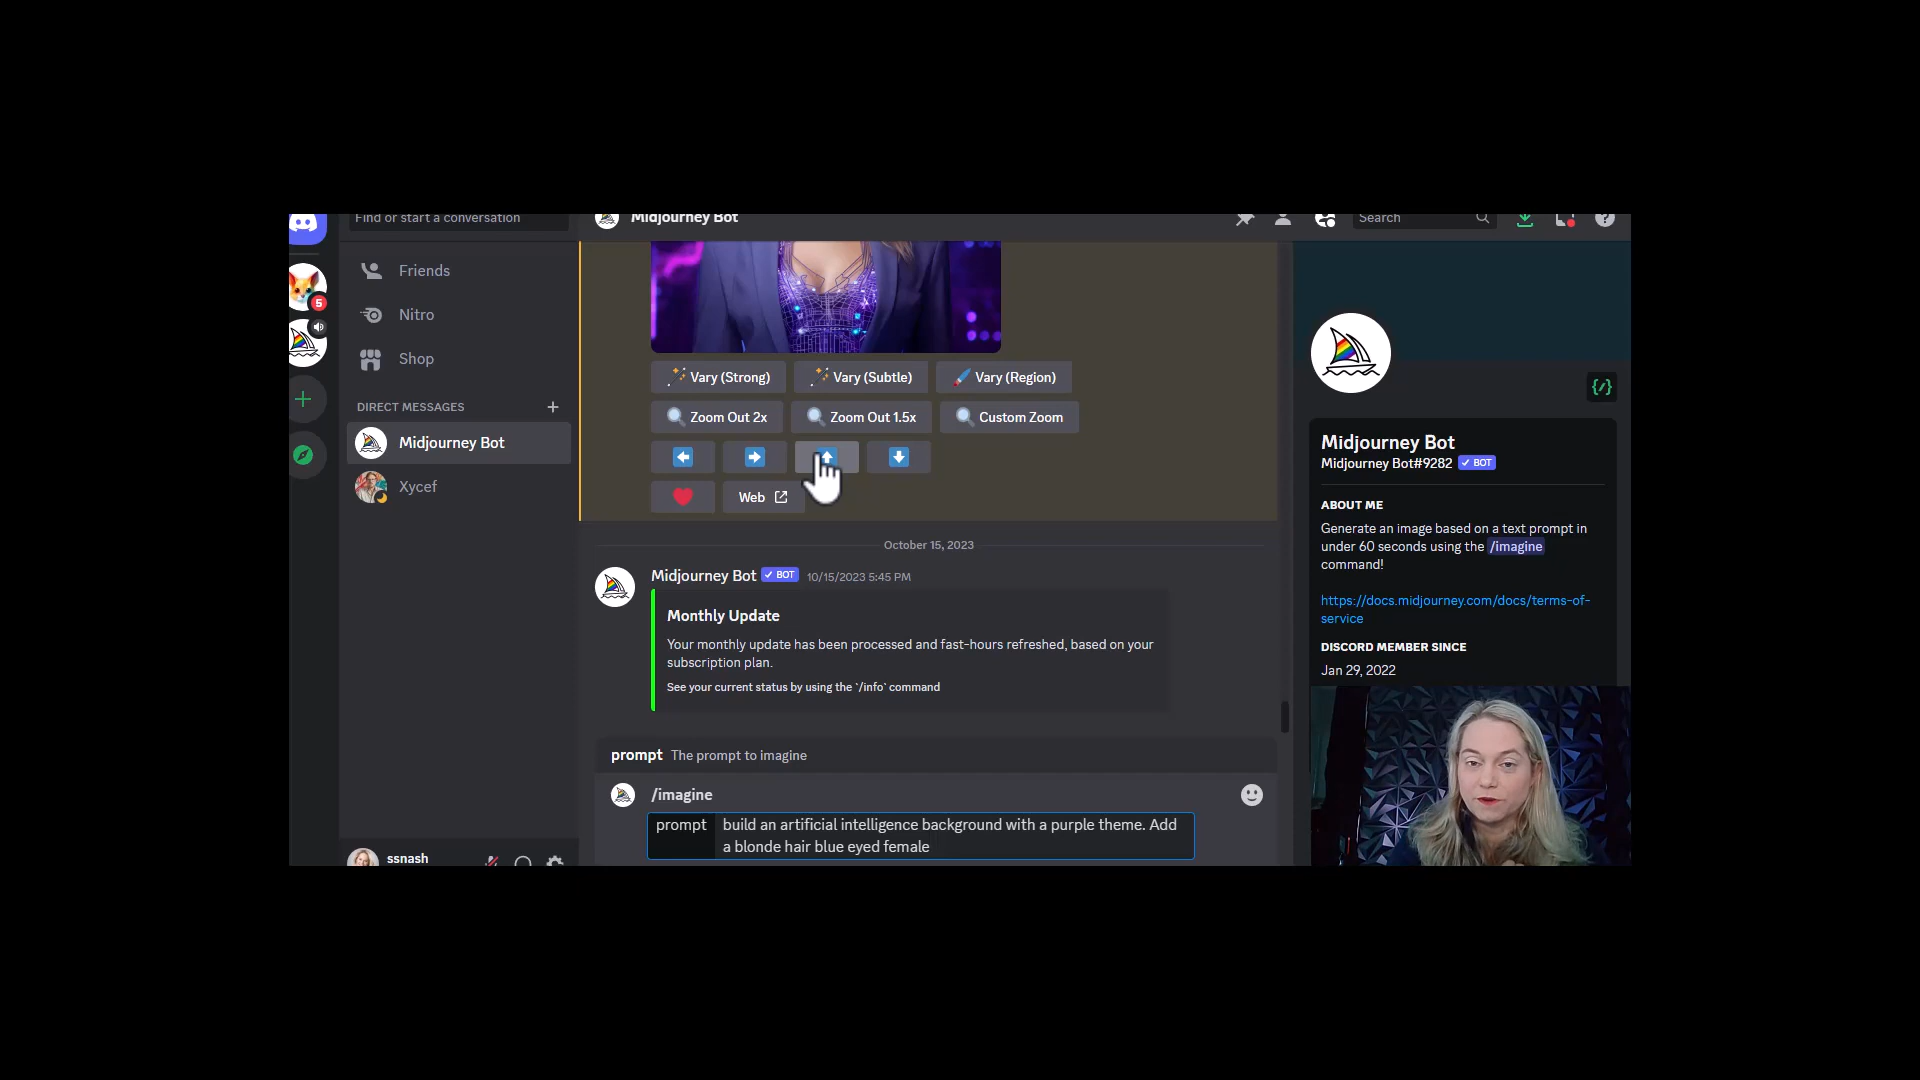 Find or start a conversation
Midjourney Bot
Search
Friends
Nitro
Shop
DIRECT MESSAGES
Midjourney Bot
Xycef
5
ssnash
Vary (Strong)
Vary (Subtle)
Vary (Region)
Zoom Out 2x
Zoom Out 1.5x
Custom Zoom
Web
October 15, 2023
Midjourney Bot BOT 10/15/2023 5:45 PM
Monthly Update
Your monthly update has been processed and fast-hours refreshed, based on your
subscription plan.
See your current status by using the `/info` command
prompt The prompt to imagine
/imagine
prompt build an artificial intelligence background with a purple theme. Add
a blonde hair blue eyed female
Midjourney Bot
Midjourney Bot#9282 BOT
ABOUT ME
Generate an image based on a text prompt in
under 60 seconds using the /imagine
command!
https://docs.midjourney.com/docs/terms-of-
service
DISCORD MEMBER SINCE
Jan 29, 2022